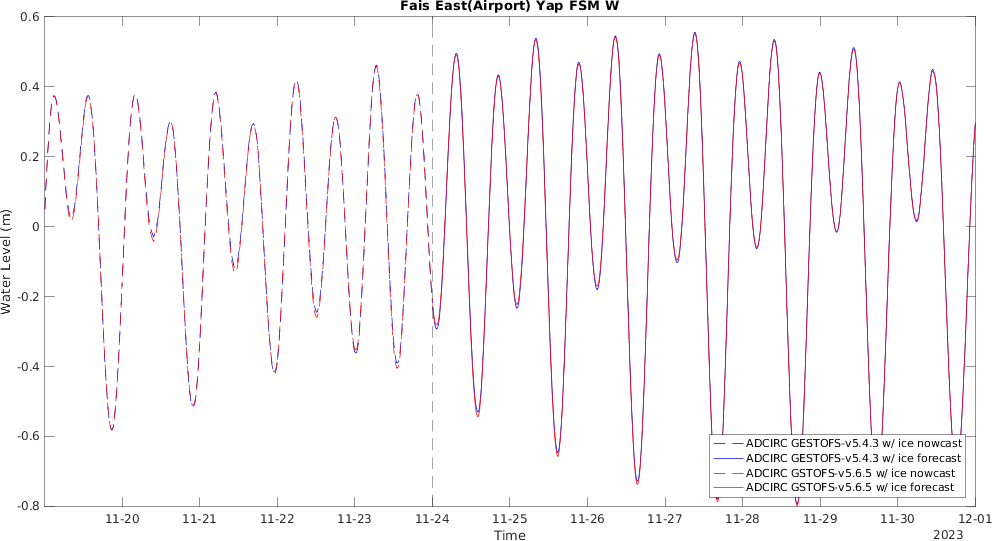 Fais East(Airport) Yap FSM W
0.6
0.4
0.2
0
-0.2
-0.4
-0.6
-0.8
Water Level (m)
ADCIRC GESTOFS-v5.4.3 w/ ice nowcast
ADCIRC GESTOFS-v5.4.3 w/ ice forecast
ADCIRC GSTOFS-v5.6.5 w/ ice nowcast
ADCIRC GSTOFS-v5.6.5 w/ ice forecast
11-20 11-21 11-22 11-23 11-24 11-25 11-26 11-27 11-28 11-29 11-30 12-01
Time 2023